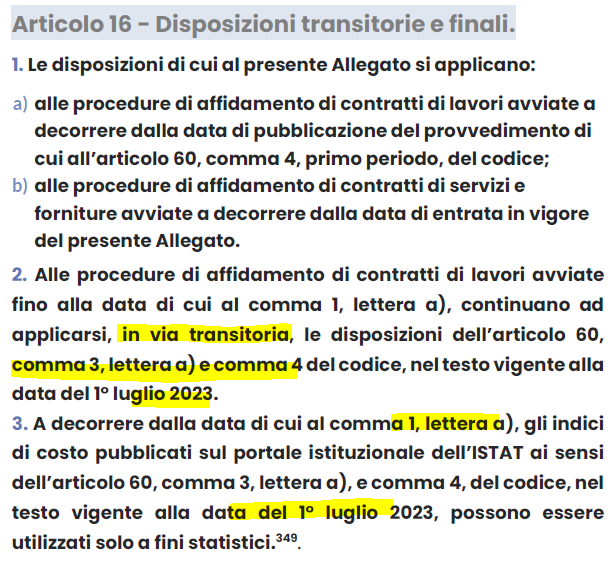 Articolo 16 – Disposizioni transitorie e finali.
1. Le disposizioni di cui al presente Allegato si applicano:
a) alle procedure di affidamento di contratti di lavori avviate a
decorrere dalla data di pubblicazione del provvedimento di
cui all’articolo 60, comma 4, primo periodo, del codice;
b) alle procedure di affidamento di contratti di servizi e
forniture avviate a decorrere dalla data di entrata in vigore
del presente Allegato.
2. Alle procedure di affidamento di contratti di lavori avviate
fino alla data di cui al comma 1, lettera a), continuano ad
applicarsi, in via transitoria, le disposizioni dell’articolo 60,
comma 3, lettera a) e comma 4 del codice, nel testo vigente alla
data del 1° luglio 2023.
3. A decorrere dalla data di cui al comma 1, lettera a), gli indici
di costo pubblicati sul portale istituzionale dell’ISTAT ai sensi
dell’articolo 60, comma 3, lettera a), e comma 4, del codice, nel
testo vigente alla data del 1° luglio 2023, possono essere
utilizzati solo a fini statistici.349.